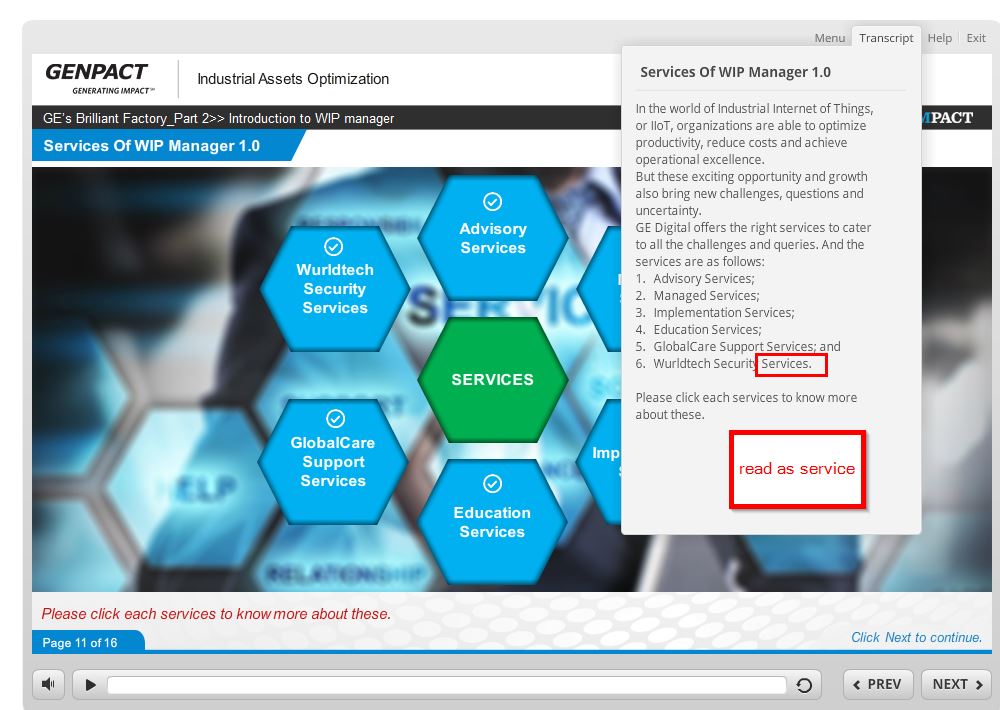 Menu Transcript Help Exit
GENPACT
GENERATING IMPACT™
Industrial Assets Optimization
GE's Brilliant Factory_Part 2>> Introduction to WIP manager
MPACT
Services Of WIP Manager 1.0
Advisory
Services
Wurldtech
Security
Services
SERVIC
SERVICES
GlobalCare
Support
Services
SUPPORT
HELP
Imp
Education
Services
RELATIONSHIP
Services Of WIP Manager 1.0
In the world of Industrial Internet of Things,
or IIoT, organizations are able to optimize
productivity, reduce costs and achieve
operational excellence.
But these exciting opportunity and growth
also bring new challenges, questions and
uncertainty.
GE Digital offers the right services to cater
to all the challenges and queries. And the
services are as follows:
1. Advisory Services;
2. Managed Services;
3. Implementation Services;
4. Education Services;
5. GlobalCare Support Services; and
6. Wurldtech Security Services.
Please click each services to know more
about these.
read as service
Please click each services to know more about these.
Page 11 of 16
Click Next to continue.
PREV NEXT